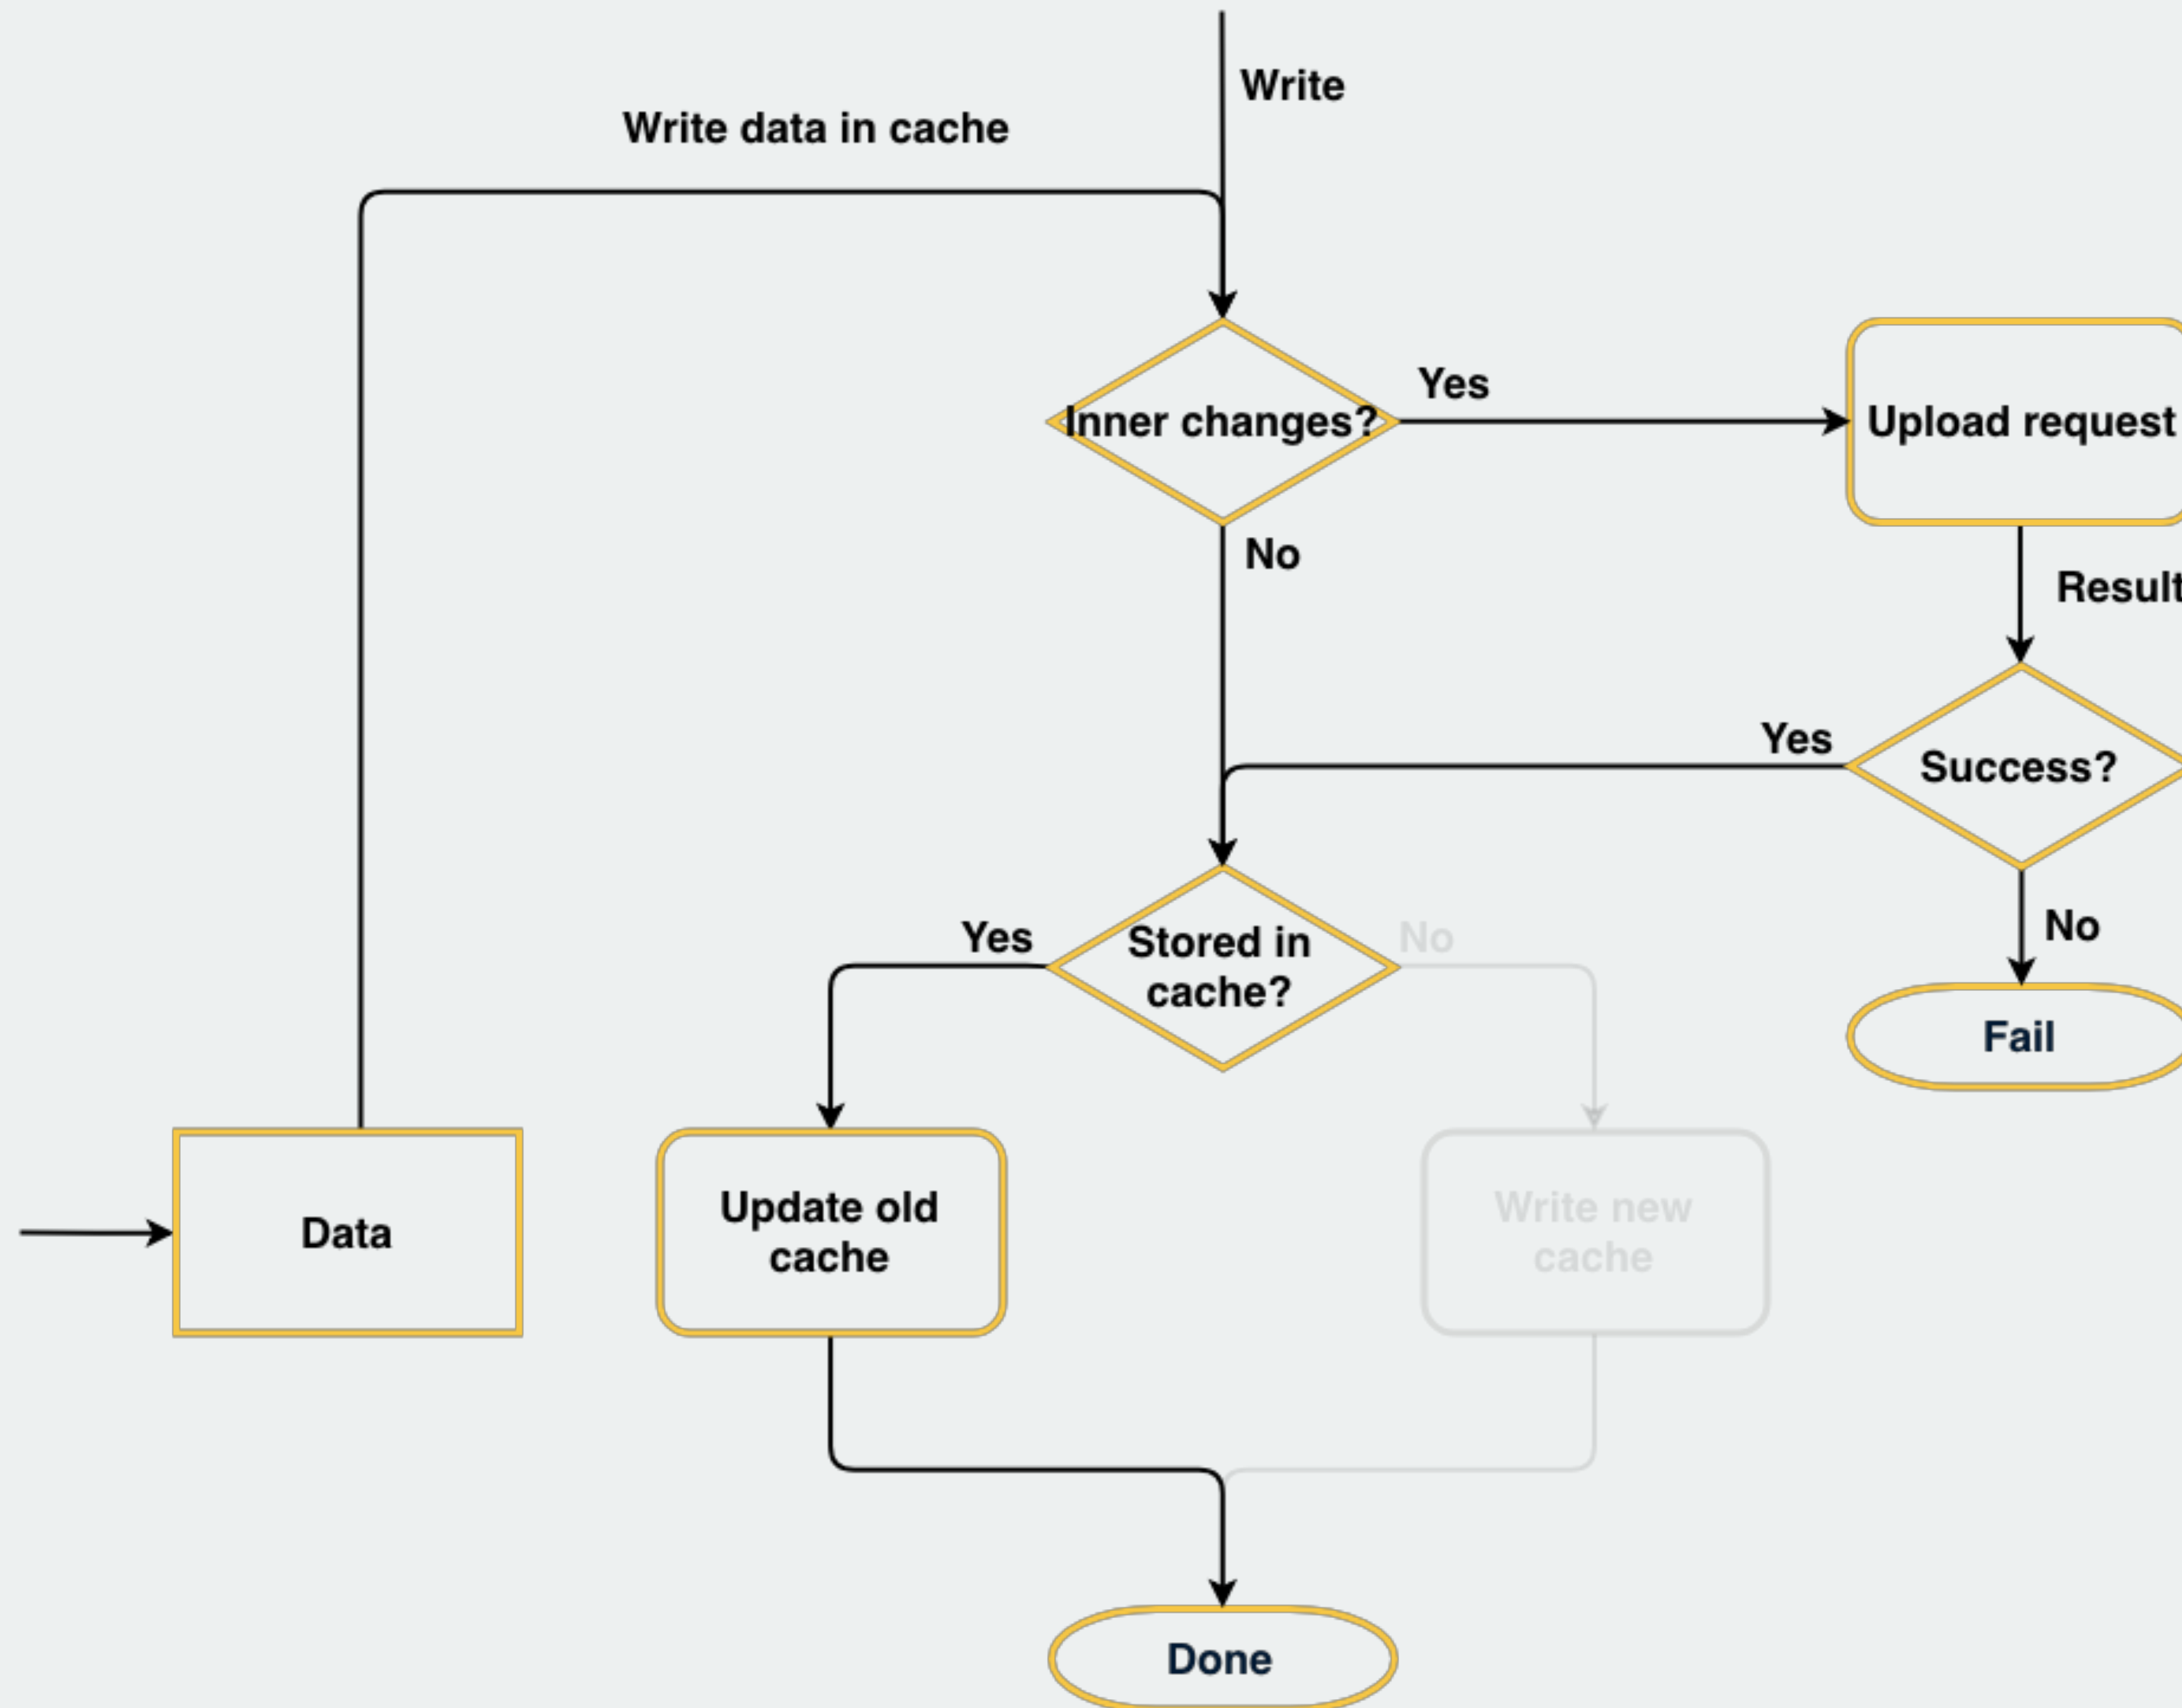 Write
Write data in cache
Inner changes?
Yes
Upload request
No
Result
Yes
Success?
Yes
Stored in
cache?
No
No
Fail
Data
Update old
cache
Write new
cache
Done